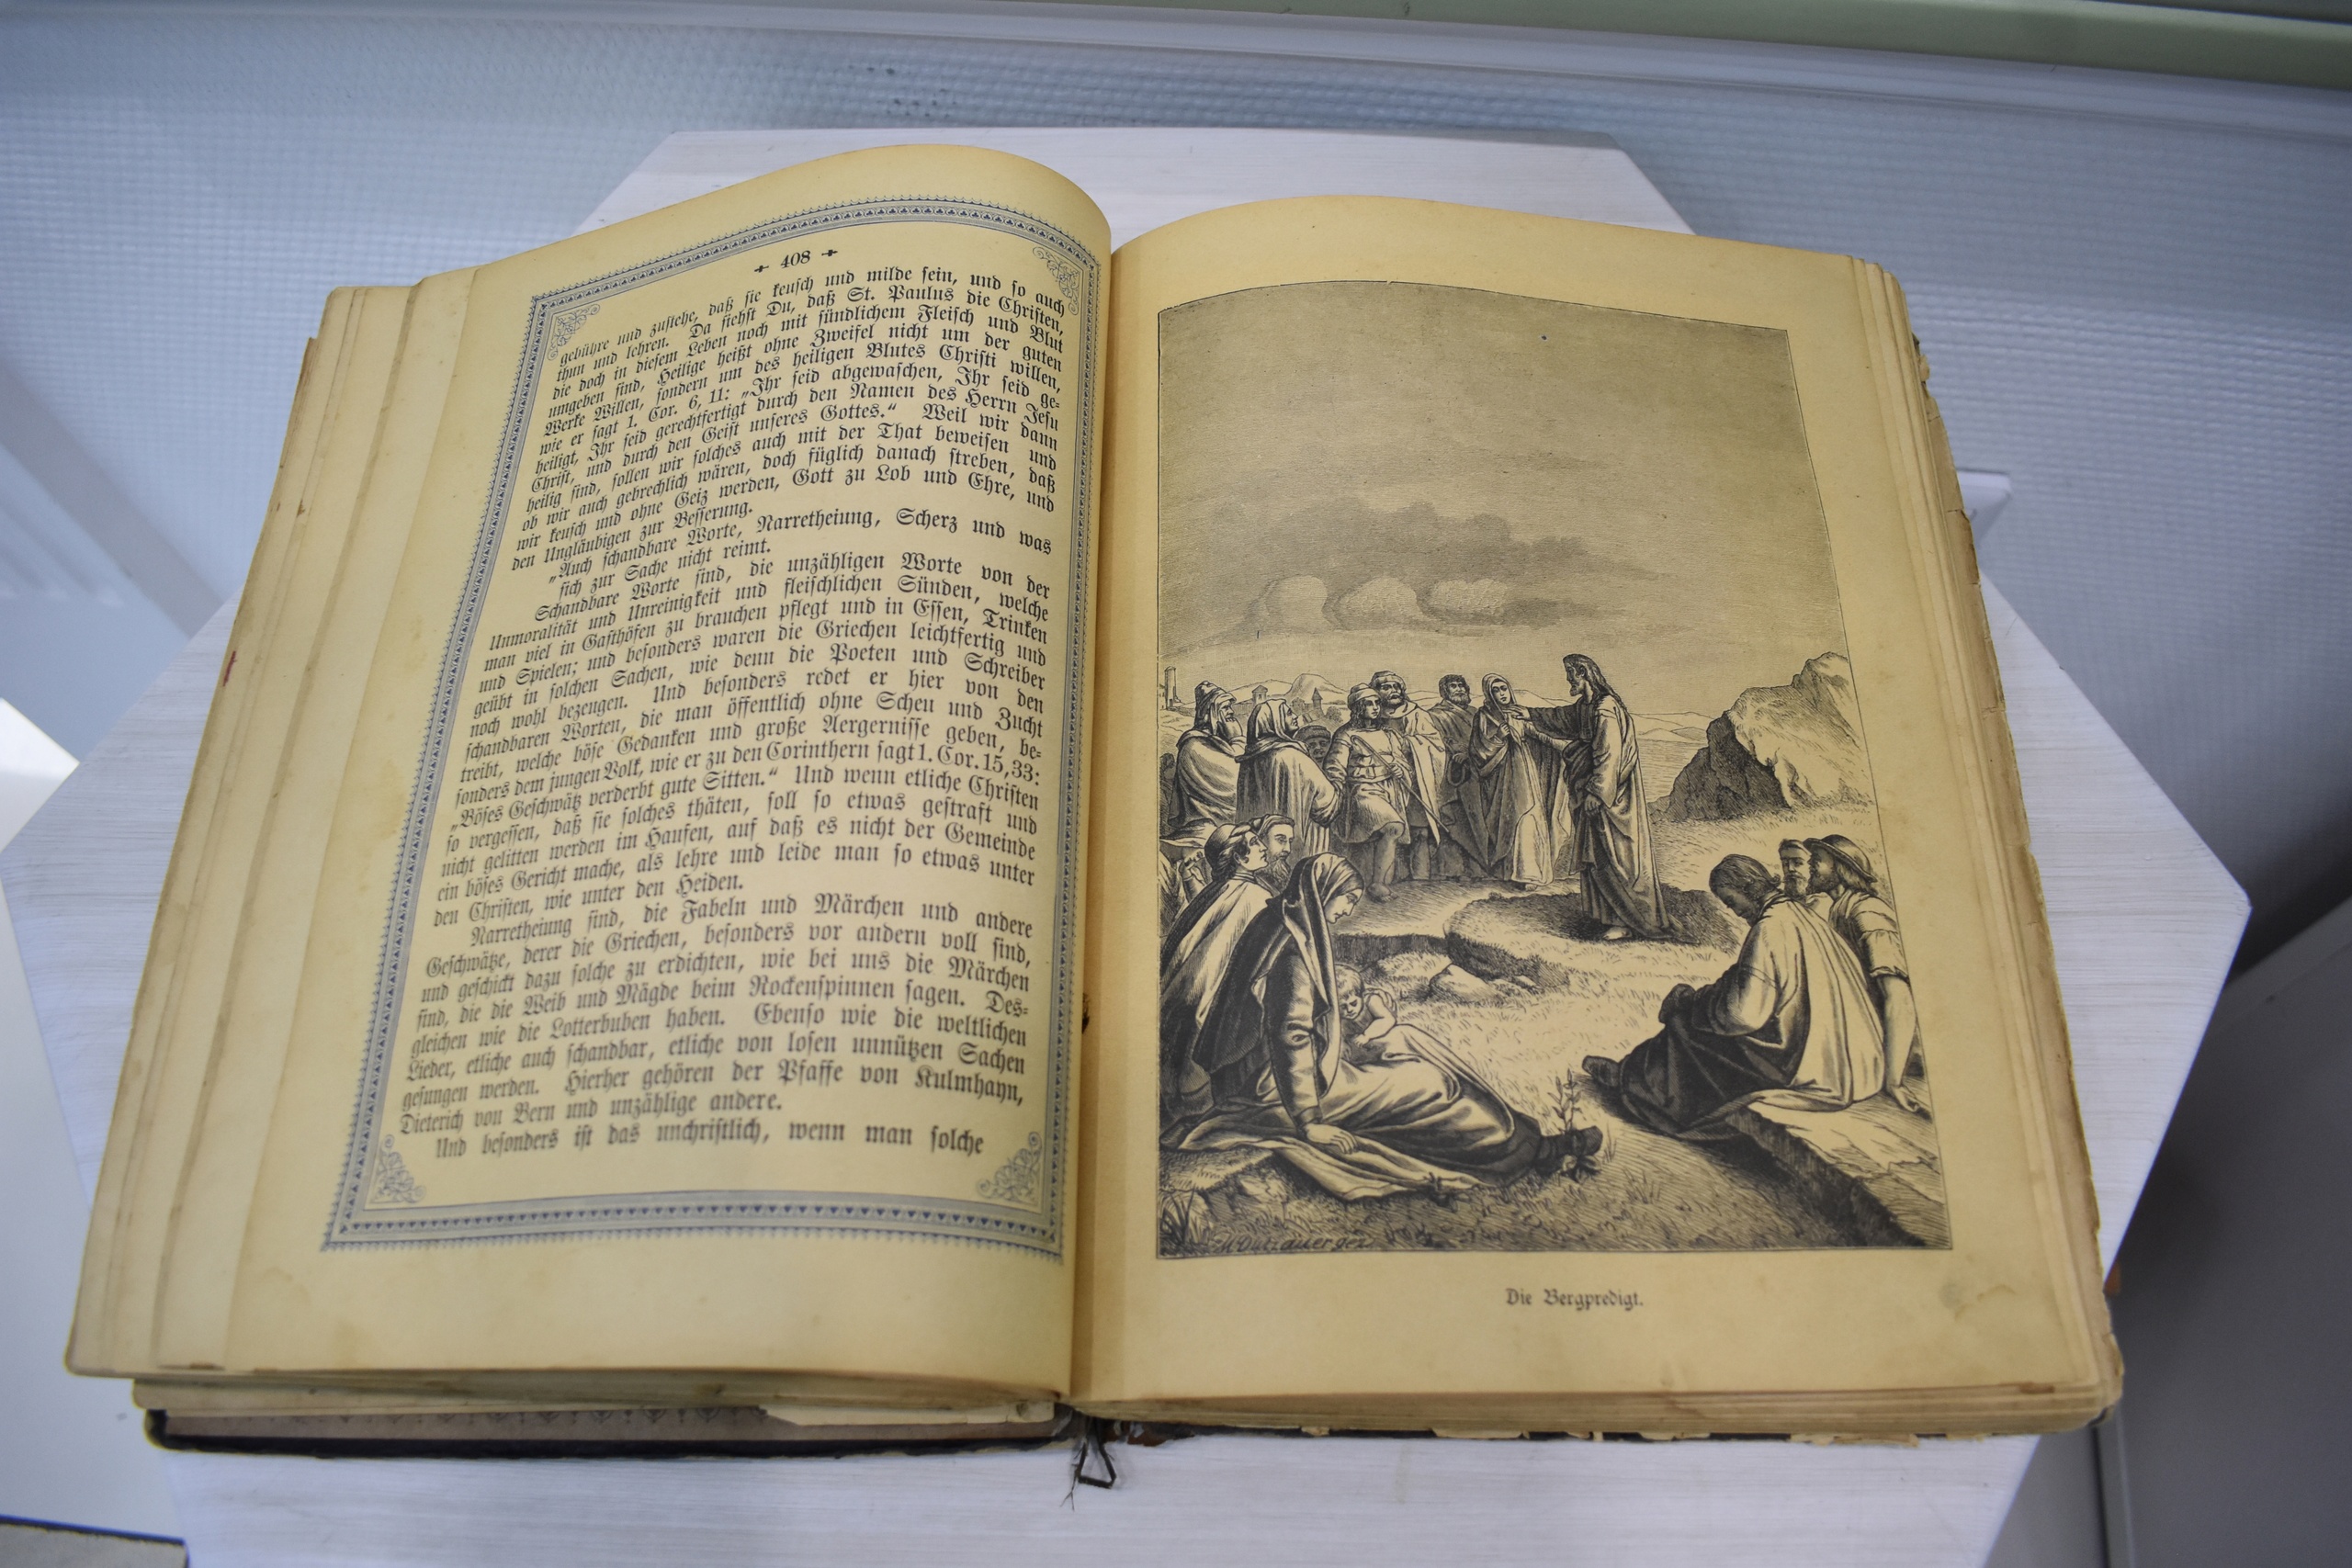 408
gebühre und zustehe, daß sie keusch und milde sein, und so auch
thun und lehren. Da siehst Du, daß St. Paulus die Christen,
die doch in diesem Leben noch mit sündlichem Fleisch und Blut
umgeben sind, Heilige heißt ohne Zweifel nicht um der guten
Werke Willen, sondern um des heiligen Blutes Christi willen,
wie er sagt 1. Cor. 6, 11: „Ihr seid abgewaschen, Ihr seid ge-
heiligt, Ihr seid gerechtfertigt durch den Namen des Herrn Jesu
Christ, und durch den Geist unseres Gottes.“ Weil wir dann
heilig sind, sollen wir solches auch mit der That beweisen und
ob wir auch gebrechlich wären, doch füglich danach streben, daß
wir keusch und ohne Geiz werden, Gott zu Lob und Ehre, und
den Ungläubigen zur Besserung.
„Auch schandbare Worte, Narretheiung, Scherz und was
sich zur Sache nicht reimt.
Schandbare Worte sind, die unzähligen Worte von der
Unmoralität und Unreinigkeit und fleischlichen Sünden, welche
man viel in Gasthöfen zu brauchen pflegt und in Essen, Trinken
und Spielen; und besonders waren die Griechen leichtfertig und
geübt in solchen Sachen, wie denn die Poeten und Schreiber
noch wohl bezeugen. Und besonders redet er hier von den
schandbaren Worten, die man öffentlich ohne Scheu und Zucht
treibt, welche böse Gedanken und große Aergernisse geben, be-
sonders dem jungen Volk, wie er zu den Corinthern sagt 1. Cor. 15, 33:
„Böses Geschwätz verderbt gute Sitten.“ Und wenn etliche Christen
so vergessen, daß sie solches thäten, soll so etwas gestraft und
nicht gelitten werden im Haufen, auf daß es nicht der Gemeinde
ein böses Gericht mache, als lehre und leide man so etwas unter
den Christen, wie unter den Heiden.
Narretheiung sind, die Fabeln und Märchen und andere
Geschwätze, derer die Griechen, besonders vor andern voll sind,
und geschickt dazu solche zu erdichten, wie bei uns die Märchen
sind, die die Weib und Mägde beim Rockenspinnen sagen. Des-
gleichen wie die Lotterbuben haben. Ebenso wie die weltlichen
Lieder, etliche auch schandbar, etliche von losen unnützen Sachen
gesungen werden. Hierher gehören der Pfaffe von Kulmhayn,
Dieterich von Bern und unzählige andere.
Und besonders ist das unchristlich, wenn man solche
Die Bergpredigt.